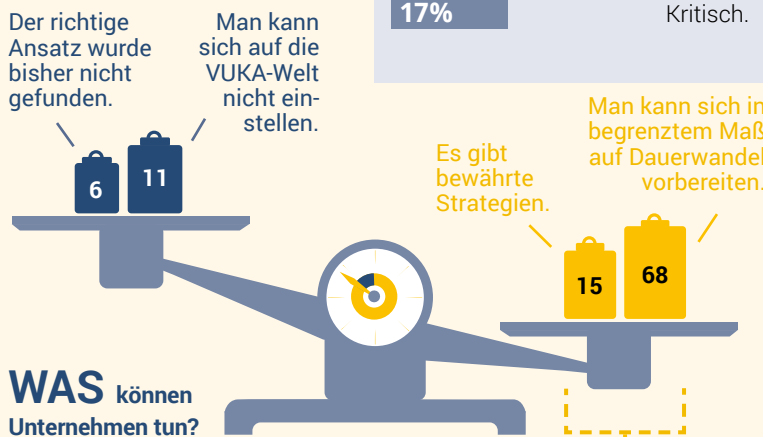 17%
Kritisch.
Der richtige
Ansatz wurde
bisher nicht
gefunden.
Man kann
sich auf die
VUKA-Welt
nicht ein-
stellen.
6
11
Es gibt
bewährte
Strategien.
Man kann sich in
begrenztem Maß
auf Dauerwandel
vorbereiten.
15
68
WAS können
Unternehmen tun?